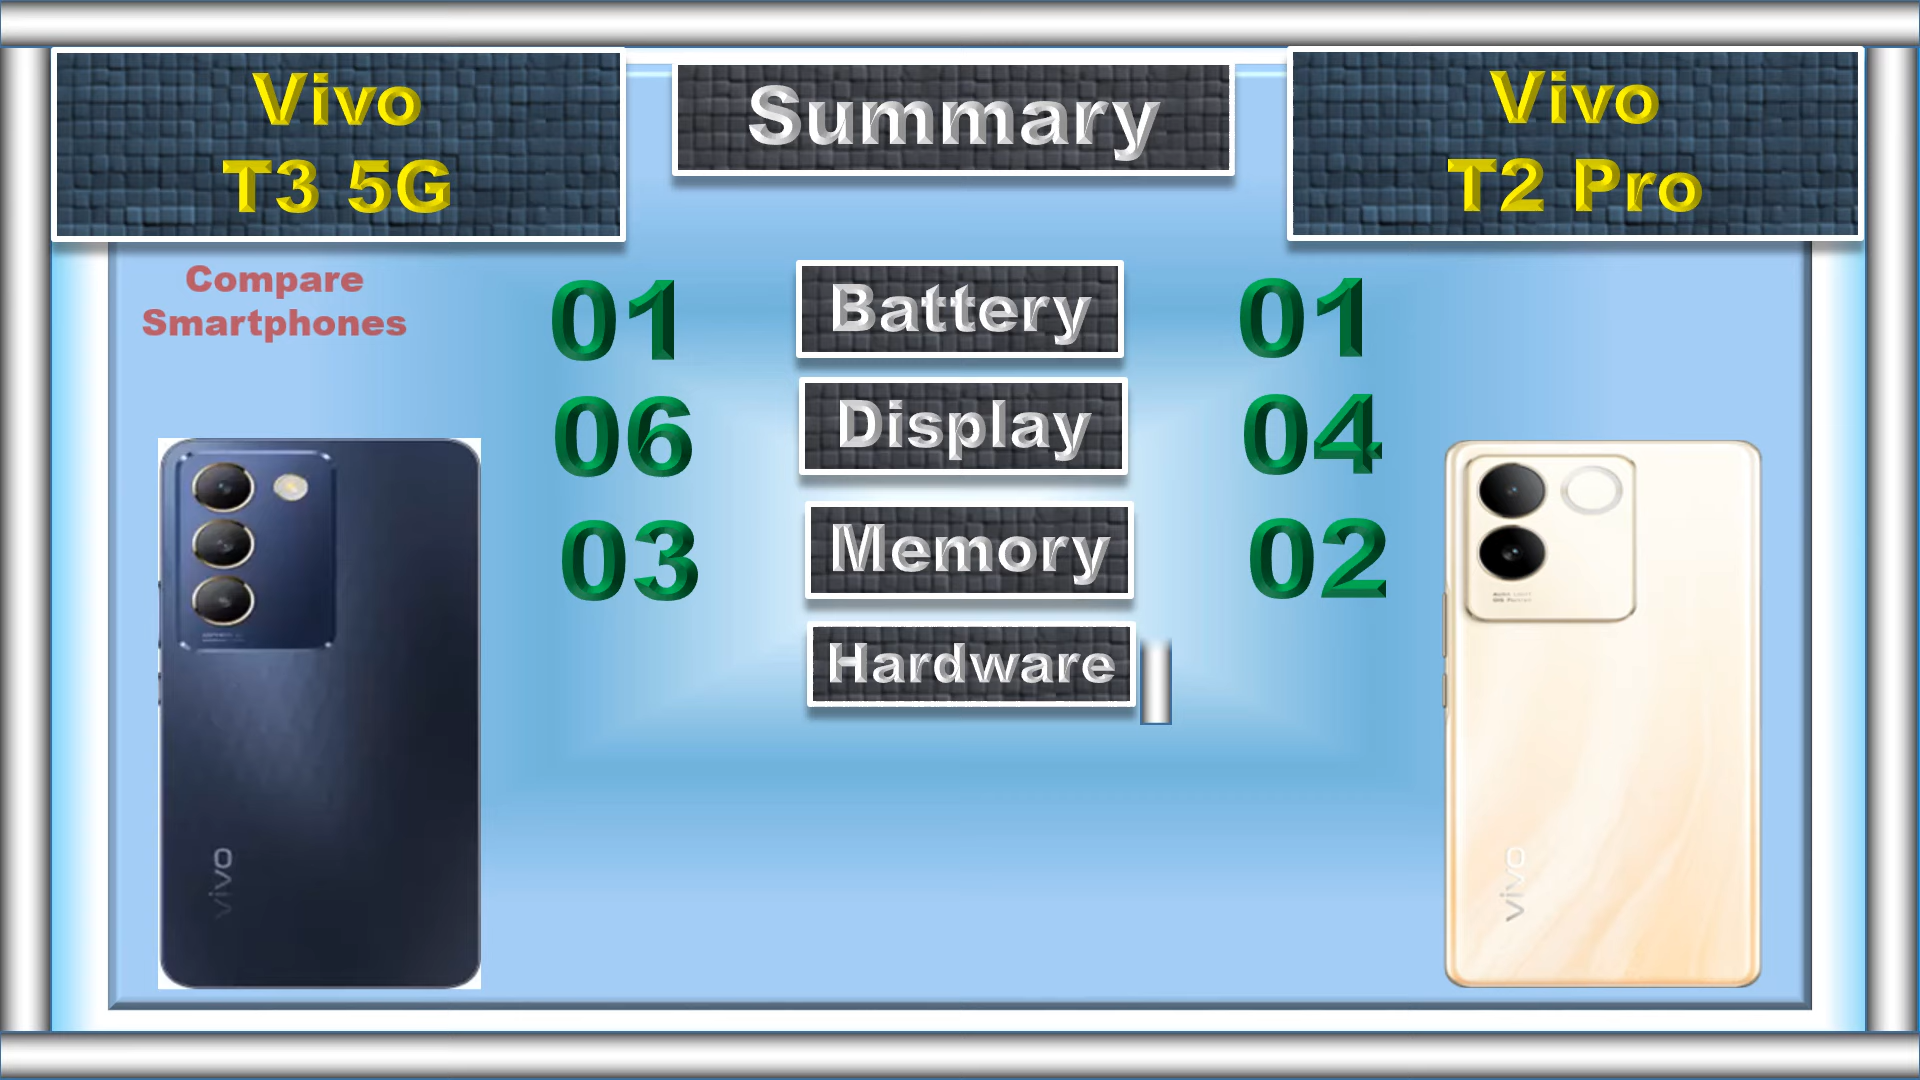 Vivo
T3 5G
Summary
Vivo
T2 Pro
Compare
Smartphones
01
Battery
01
06
Display
04
03
Memory
02
Hardware
vivo
vivo